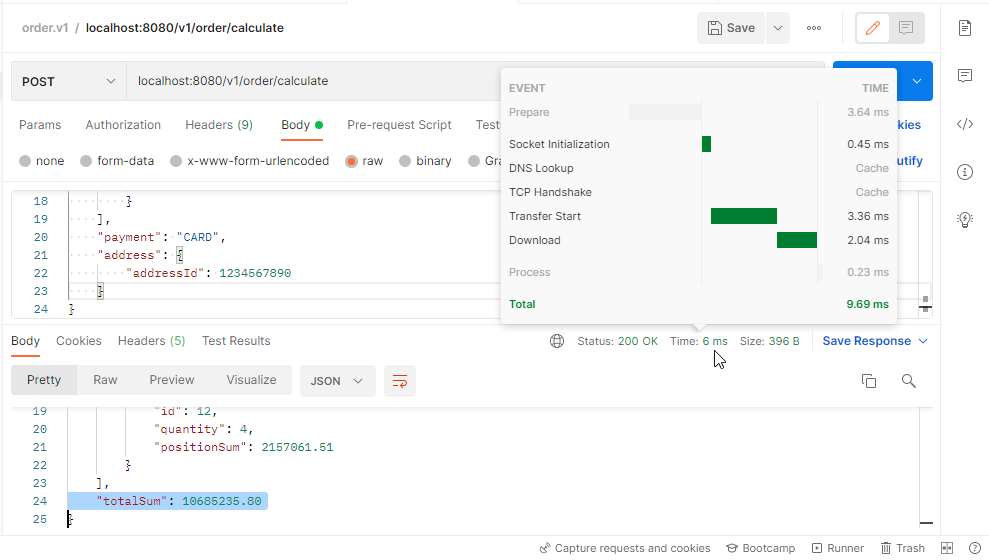 order.v1 / localhost:8080/v1/order/calculate
Save
POST
localhost:8080/v1/order/calculate
EVENT TIME
Prepare 3.64 ms
Socket Initialization 0.45 ms
DNS Lookup Cache
TCP Handshake Cache
Transfer Start 3.36 ms
Download 2.04 ms
Process 0.23 ms
Total 9.69 ms
Params Authorization Headers (9) Body Pre-request Script Test
kies
none form-data x-www-form-urlencoded raw binary Gra
utify
18 }
19 ],
20 "payment": "CARD",
21 "address": {
22 "addressId": 1234567890
23 }
24 }
Body Cookies Headers (5) Test Results
Status: 200 OK Time: 6 ms Size: 396 B Save Response
Pretty Raw Preview Visualize JSON
19 "id": 12,
20 "quantity": 4,
21 "positionSum": 2157061.51
22 }
23 ],
24 "totalSum": 10685235.80
25 }
Capture requests and cookies Bootcamp Runner Trash